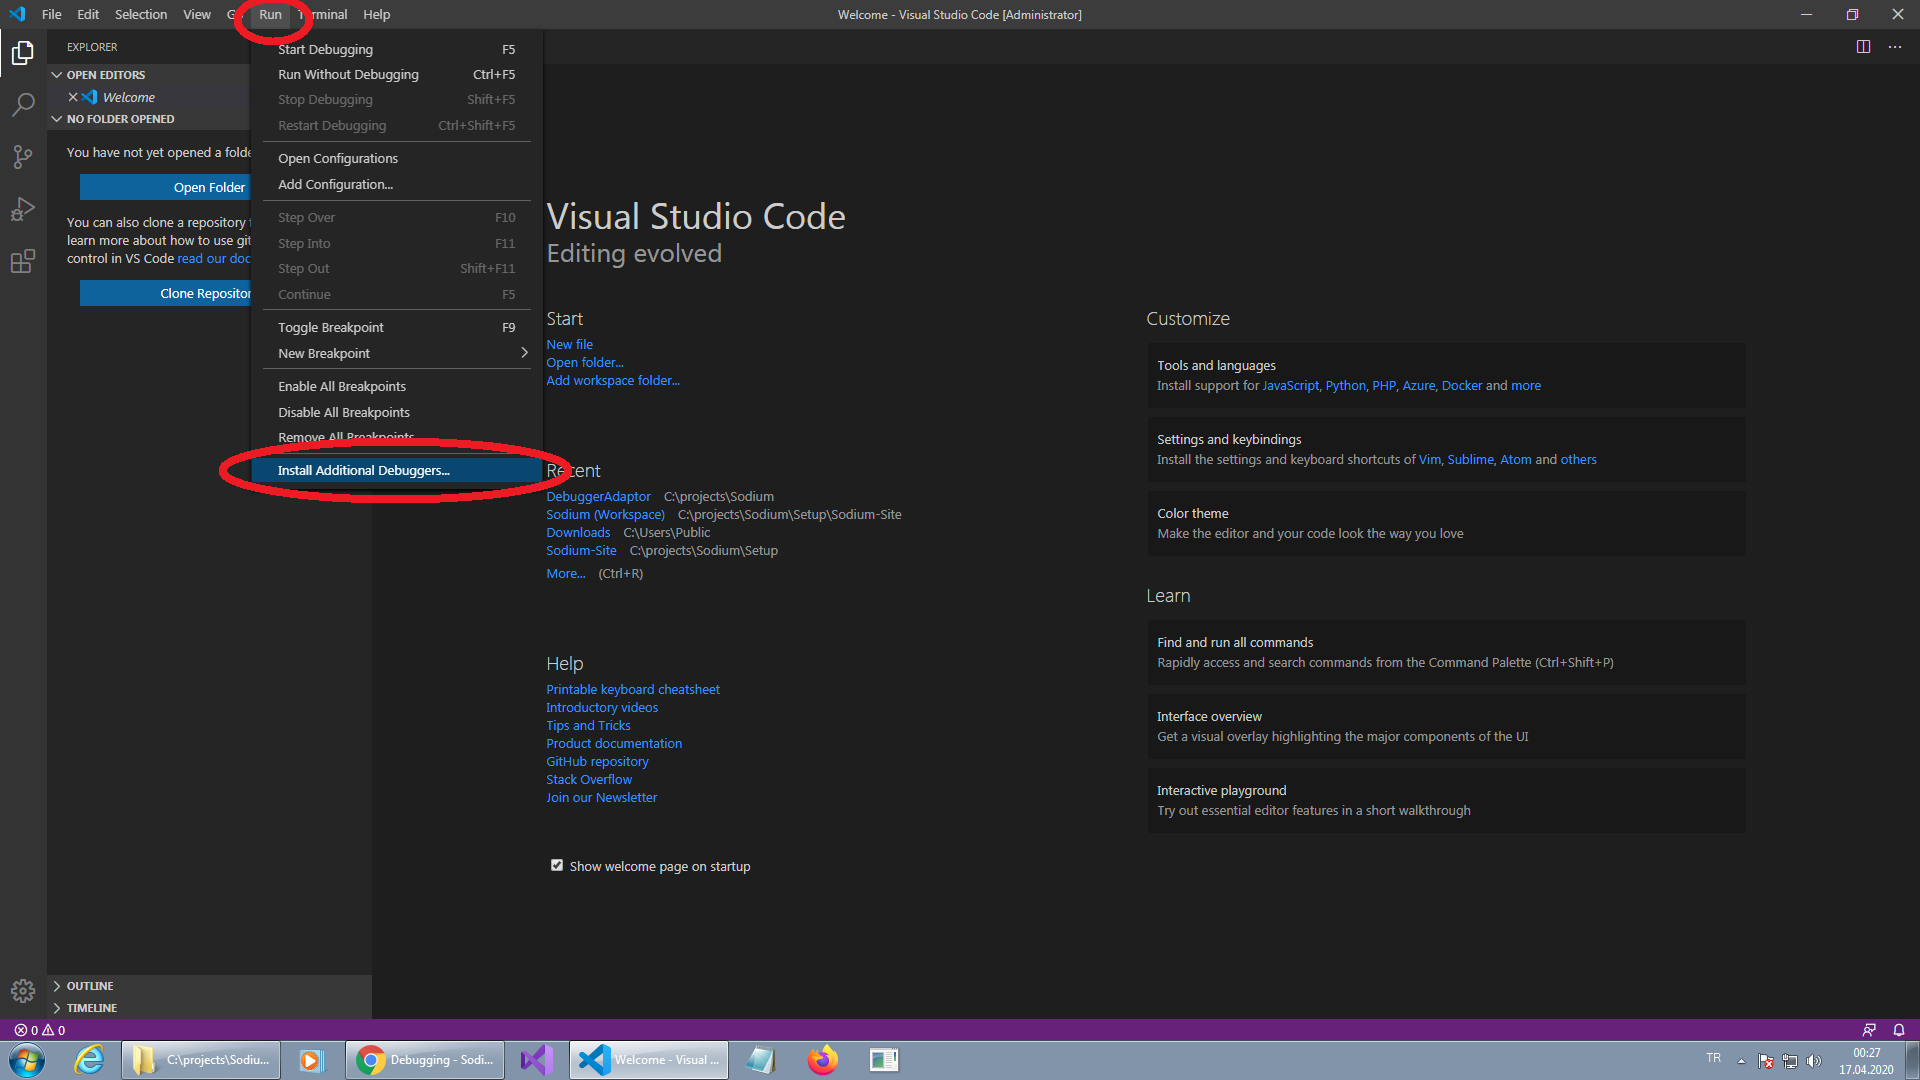 File Edit Selection View G Run Terminal Help
Welcome - Visual Studio Code [Administrator]
EXPLORER
OPEN EDITORS
Welcome
NO FOLDER OPENED
You have not yet opened a folde
Open Folder
You can also clone a repository
learn more about how to use git
control in VS Code read our doc
Clone Repositor
OUTLINE
TIMELINE
Start Debugging F5
Run Without Debugging Ctrl+F5
Stop Debugging Shift+F5
Restart Debugging Ctrl+Shift+F5
Open Configurations
Add Configuration...
Step Over F10
Step Into F11
Step Out Shift+F11
Continue F5
Toggle Breakpoint F9
New Breakpoint
Enable All Breakpoints
Disable All Breakpoints
Remove All Breakpoints
Install Additional Debuggers...
Visual Studio Code
Editing evolved
Start
New file
Open folder...
Add workspace folder...
Recent
DebuggerAdaptor C:\projects\Sodium
Sodium (Workspace) C:\projects\Sodium\Setup\Sodium-Site
Downloads C:\Users\Public
Sodium-Site C:\projects\Sodium\Setup
More... (Ctrl+R)
Help
Printable keyboard cheatsheet
Introductory videos
Tips and Tricks
Product documentation
GitHub repository
Stack Overflow
Join our Newsletter
Show welcome page on startup
Customize
Tools and languages
Install support for JavaScript, Python, PHP, Azure, Docker and more
Settings and keybindings
Install the settings and keyboard shortcuts of Vim, Sublime, Atom and others
Color theme
Make the editor and your code look the way you love
Learn
Find and run all commands
Rapidly access and search commands from the Command Palette (Ctrl+Shift+P)
Interface overview
Get a visual overlay highlighting the major components of the UI
Interactive playground
Try out essential editor features in a short walkthrough
0 0
C:\projects\Sodiu...
Debugging - Sodi...
Welcome - Visual ...
TR
00:27
17.04.2020